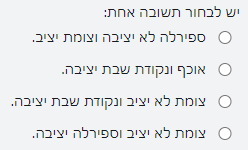 יש לבחור תשובה אחת:
ספירלה לא יציבה וצומת יציב.
אוכף ונקודת שבת יציבה.
צומת לא יציב ונקודת שבת יציבה.
צומת לא יציב וספירלה יציבה.